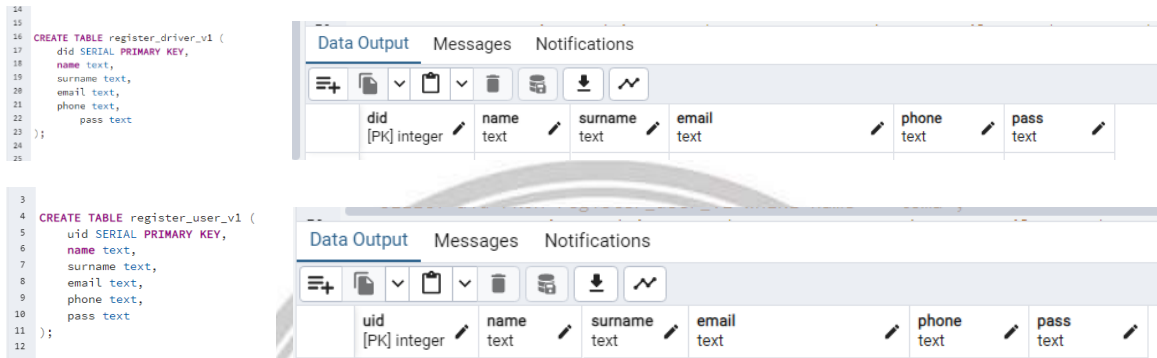 14
15
16 CREATE TABLE register_driver_v1 (
17 did SERIAL PRIMARY KEY,
18 name text,
19 surname text,
20 email text,
21 phone text,
22 pass text
23 );
24
25
Data Output Messages Notifications
did name surname email phone pass
[PK] integer text text text text text
3
4 CREATE TABLE register_user_v1 (
5 uid SERIAL PRIMARY KEY,
6 name text,
7 surname text,
8 email text,
9 phone text,
10 pass text
11 );
12
Data Output Messages Notifications
uid name surname email phone pass
[PK] integer text text text text text